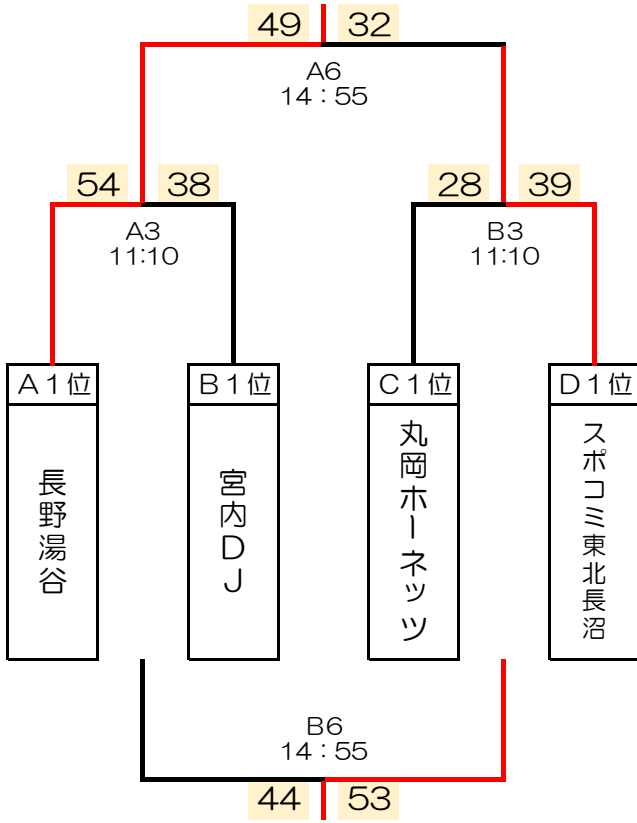 49 32
A6
14：55
54 38 28 39
A3 B3
11:10 11:10
A1位 B1位 C1位 D1位
長野湯谷
宮内DJ
丸岡ホーネッツ
スポコミ東北長沼
B6
14：55
44 53